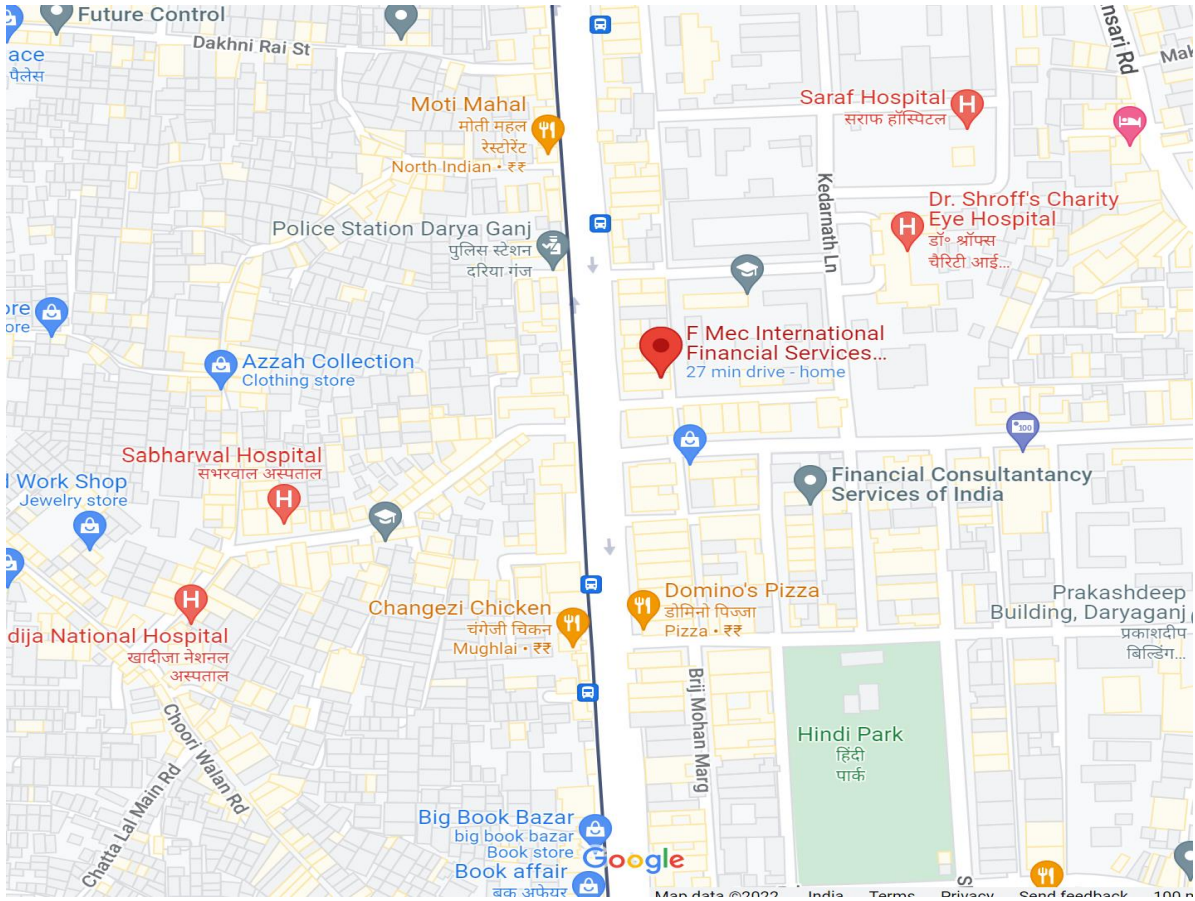 Future Control
Dakhni Rai St
ace
पैलेस
Moti Mahal
मोती महल
रेस्टोरेंट
North Indian • ₹₹
Saraf Hospital
सराफ हॉस्पिटल
nsari Rd
Mak
Kedarnath Ln
Dr. Shroff's Charity
Eye Hospital
डॉ॰ श्रॉफ्स
चैरिटी आई...
Police Station Darya Ganj
पुलिस स्टेशन
दरिया गंज
ore
ore
F Mec International
Financial Services...
27 min drive - home
Azzah Collection
Clothing store
100
Sabharwal Hospital
सभरवाल अस्पताल
Financial Consultantancy
Services of India
l Work Shop
Jewelry store
Domino's Pizza
डोमिनो पिज्जा
Pizza • ₹₹
Prakashdeep
Building, Daryaganj
प्रकाशदीप
बिल्डिंग...
Changezi Chicken
चंगेजी चिकन
Mughlai • ₹₹
dija National Hospital
खादीजा नेशनल
अस्पताल
Brij Mohan Marg
Hindi Park
हिंदी
पार्क
Choori Walan Rd
Chatta Lal Main Rd
Big Book Bazar
big book bazar
Book store
Google
Book affair
बुक अफेयर
S
Map data ©2022 India Terms Privacy Send feedback 100 m